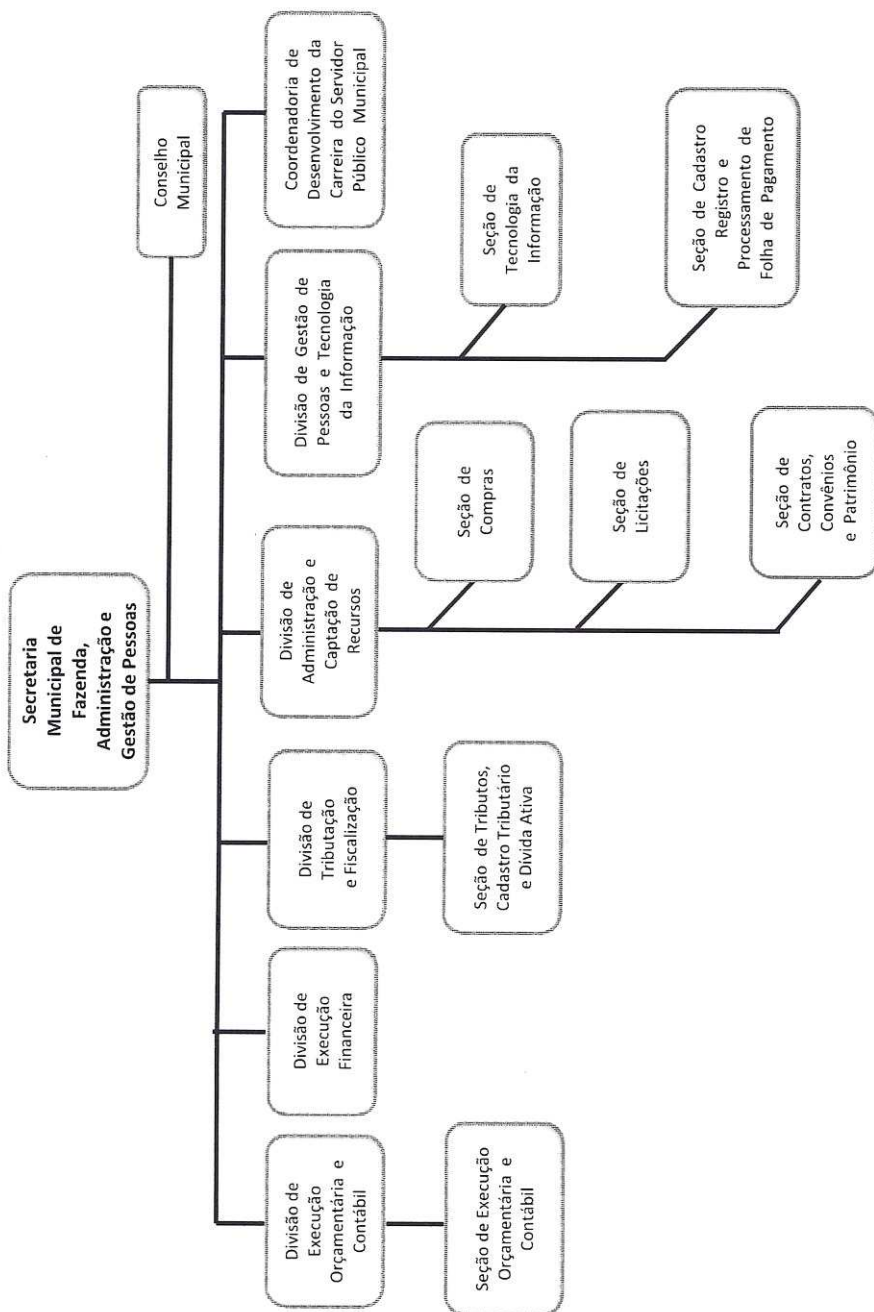 Secretaria
Municipal de
Fazenda,
Administração e
Gestão de Pessoas
Conselho
Municipal
Divisão de
Execução
Orçamentária e
Contábil
Divisão de
Execução
Financeira
Divisão de
Tributação
e Fiscalização
Divisão de
Administração e
Captação de
Recursos
Divisão de Gestão de
Pessoas e Tecnologia
da Informação
Coordenadoria de
Desenvolvimento da
Carreira do Servidor
Público Municipal
Seção de Execução
Orçamentária e
Contábil
Seção de Tributos,
Cadastro Tributário
e Dívida Ativa
Seção de
Compras
Seção de
Licitações
Seção de
Contratos,
Convênios
e Patrimônio
Seção de
Tecnologia da
Informação
Seção de Cadastro
Registro e
Processamento de
Folha de Pagamento